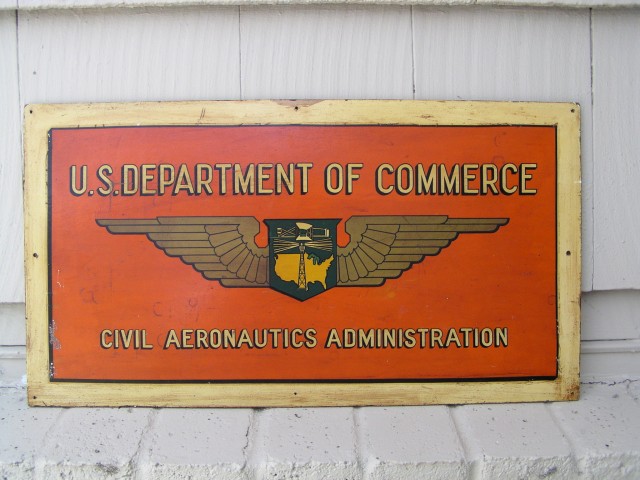 U.S. DEPARTMENT OF COMMERCE
CIVIL AERONAUTICS ADMINISTRATION